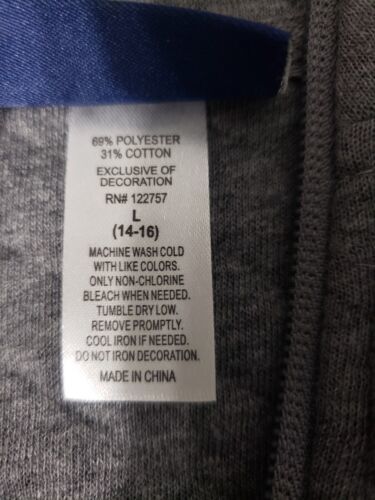 69% POLYESTER
31% COTTON
EXCLUSIVE OF
DECORATION
RN# 122757
L
(14-16)
MACHINE WASH COLD
WITH LIKE COLORS.
ONLY NON-CHLORINE
BLEACH WHEN NEEDED.
TUMBLE DRY LOW.
REMOVE PROMPTLY.
COOL IRON IF NEEDED.
DO NOT IRON DECORATION.
MADE IN CHINA